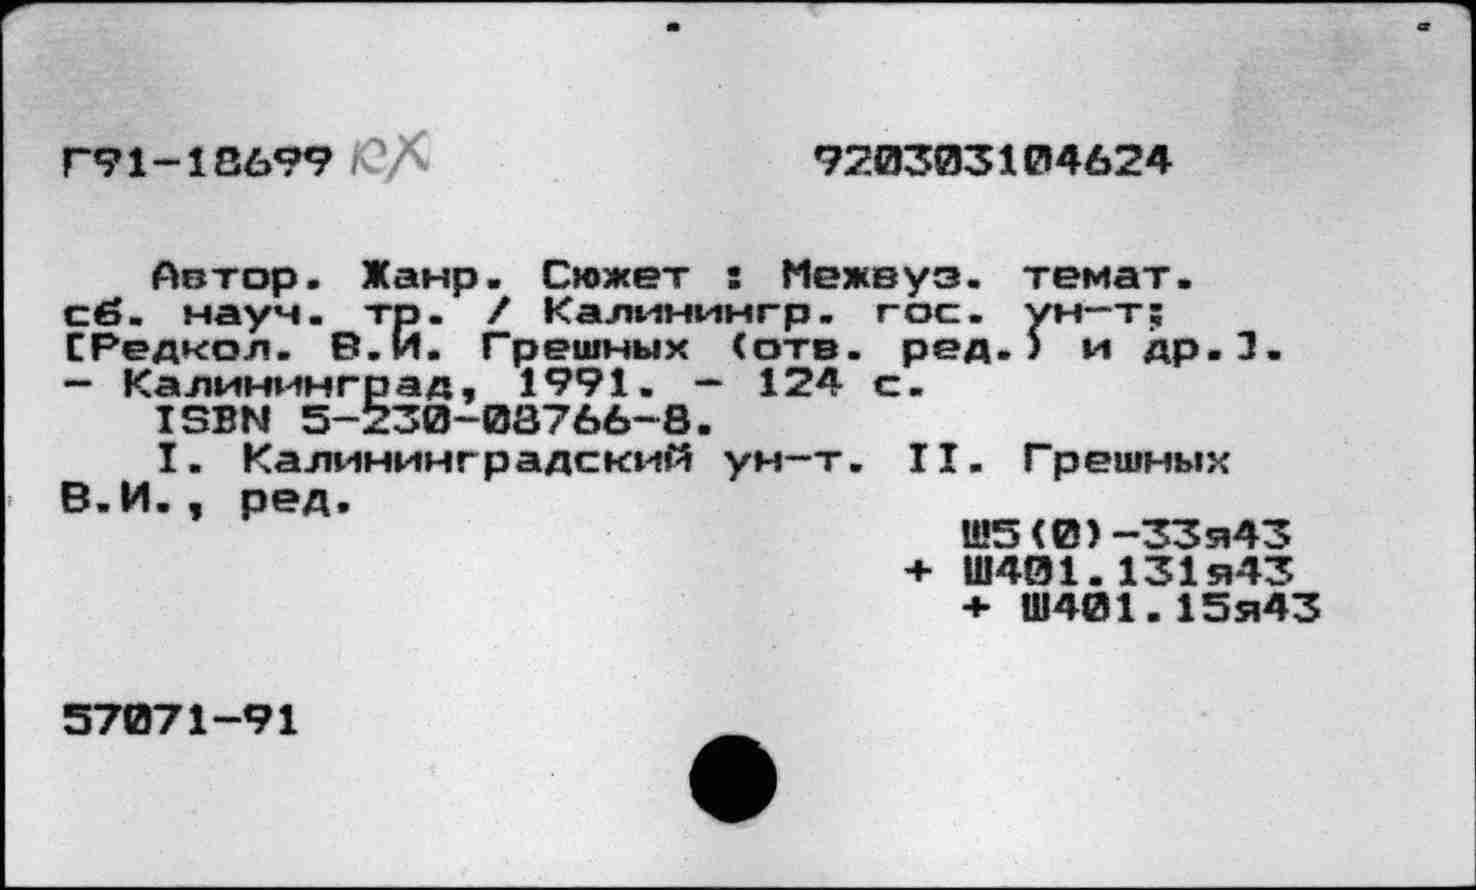 Г91-18699 кх 920303104624
Автор. Жанр. Сюжет : Межвуз. темат.
сб. науч. тр. / Калинингр. гос. ун-т;
[Редкол. В.И. Грешных (отв. ред.) и др.].
- Калининград, 1991. - 124 с.
ISBN 5-230-08766-8.
I. Калининградский ун-т. II. Грешных
В.И., ред.
Ш5(0)-33я43
+ Ш401.131я43
+ Ш401.15я43
57071-91